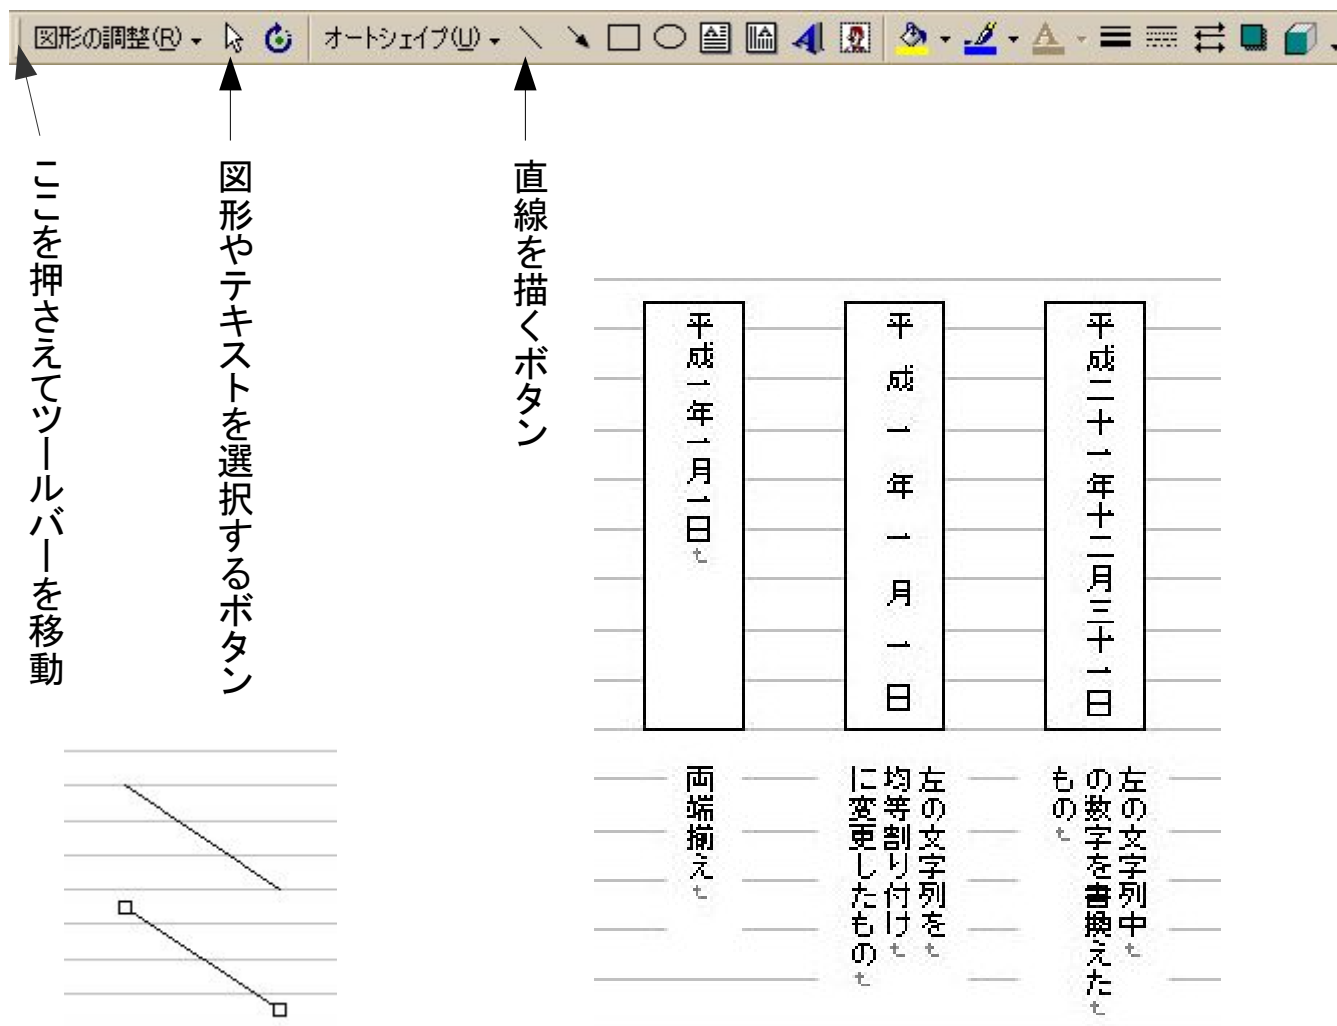 図形の調整(R)
オートシェイプ(U)
ここを押さえてツールバーを移動
図形やテキストを選択するボタン
直線を描くボタン
平成一年一月一日
平成一年一月一日
平成二十一年十二月三十一日
両端揃え
左の文字列を
均等割り付け
に変更したもの
左の文字列中
の数字を書換えた
もの